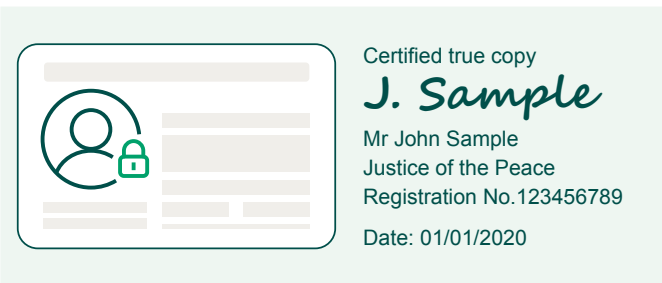 Certified true copy
J. Sample
Mr John Sample
Justice of the Peace
Registration No.123456789
Date: 01/01/2020